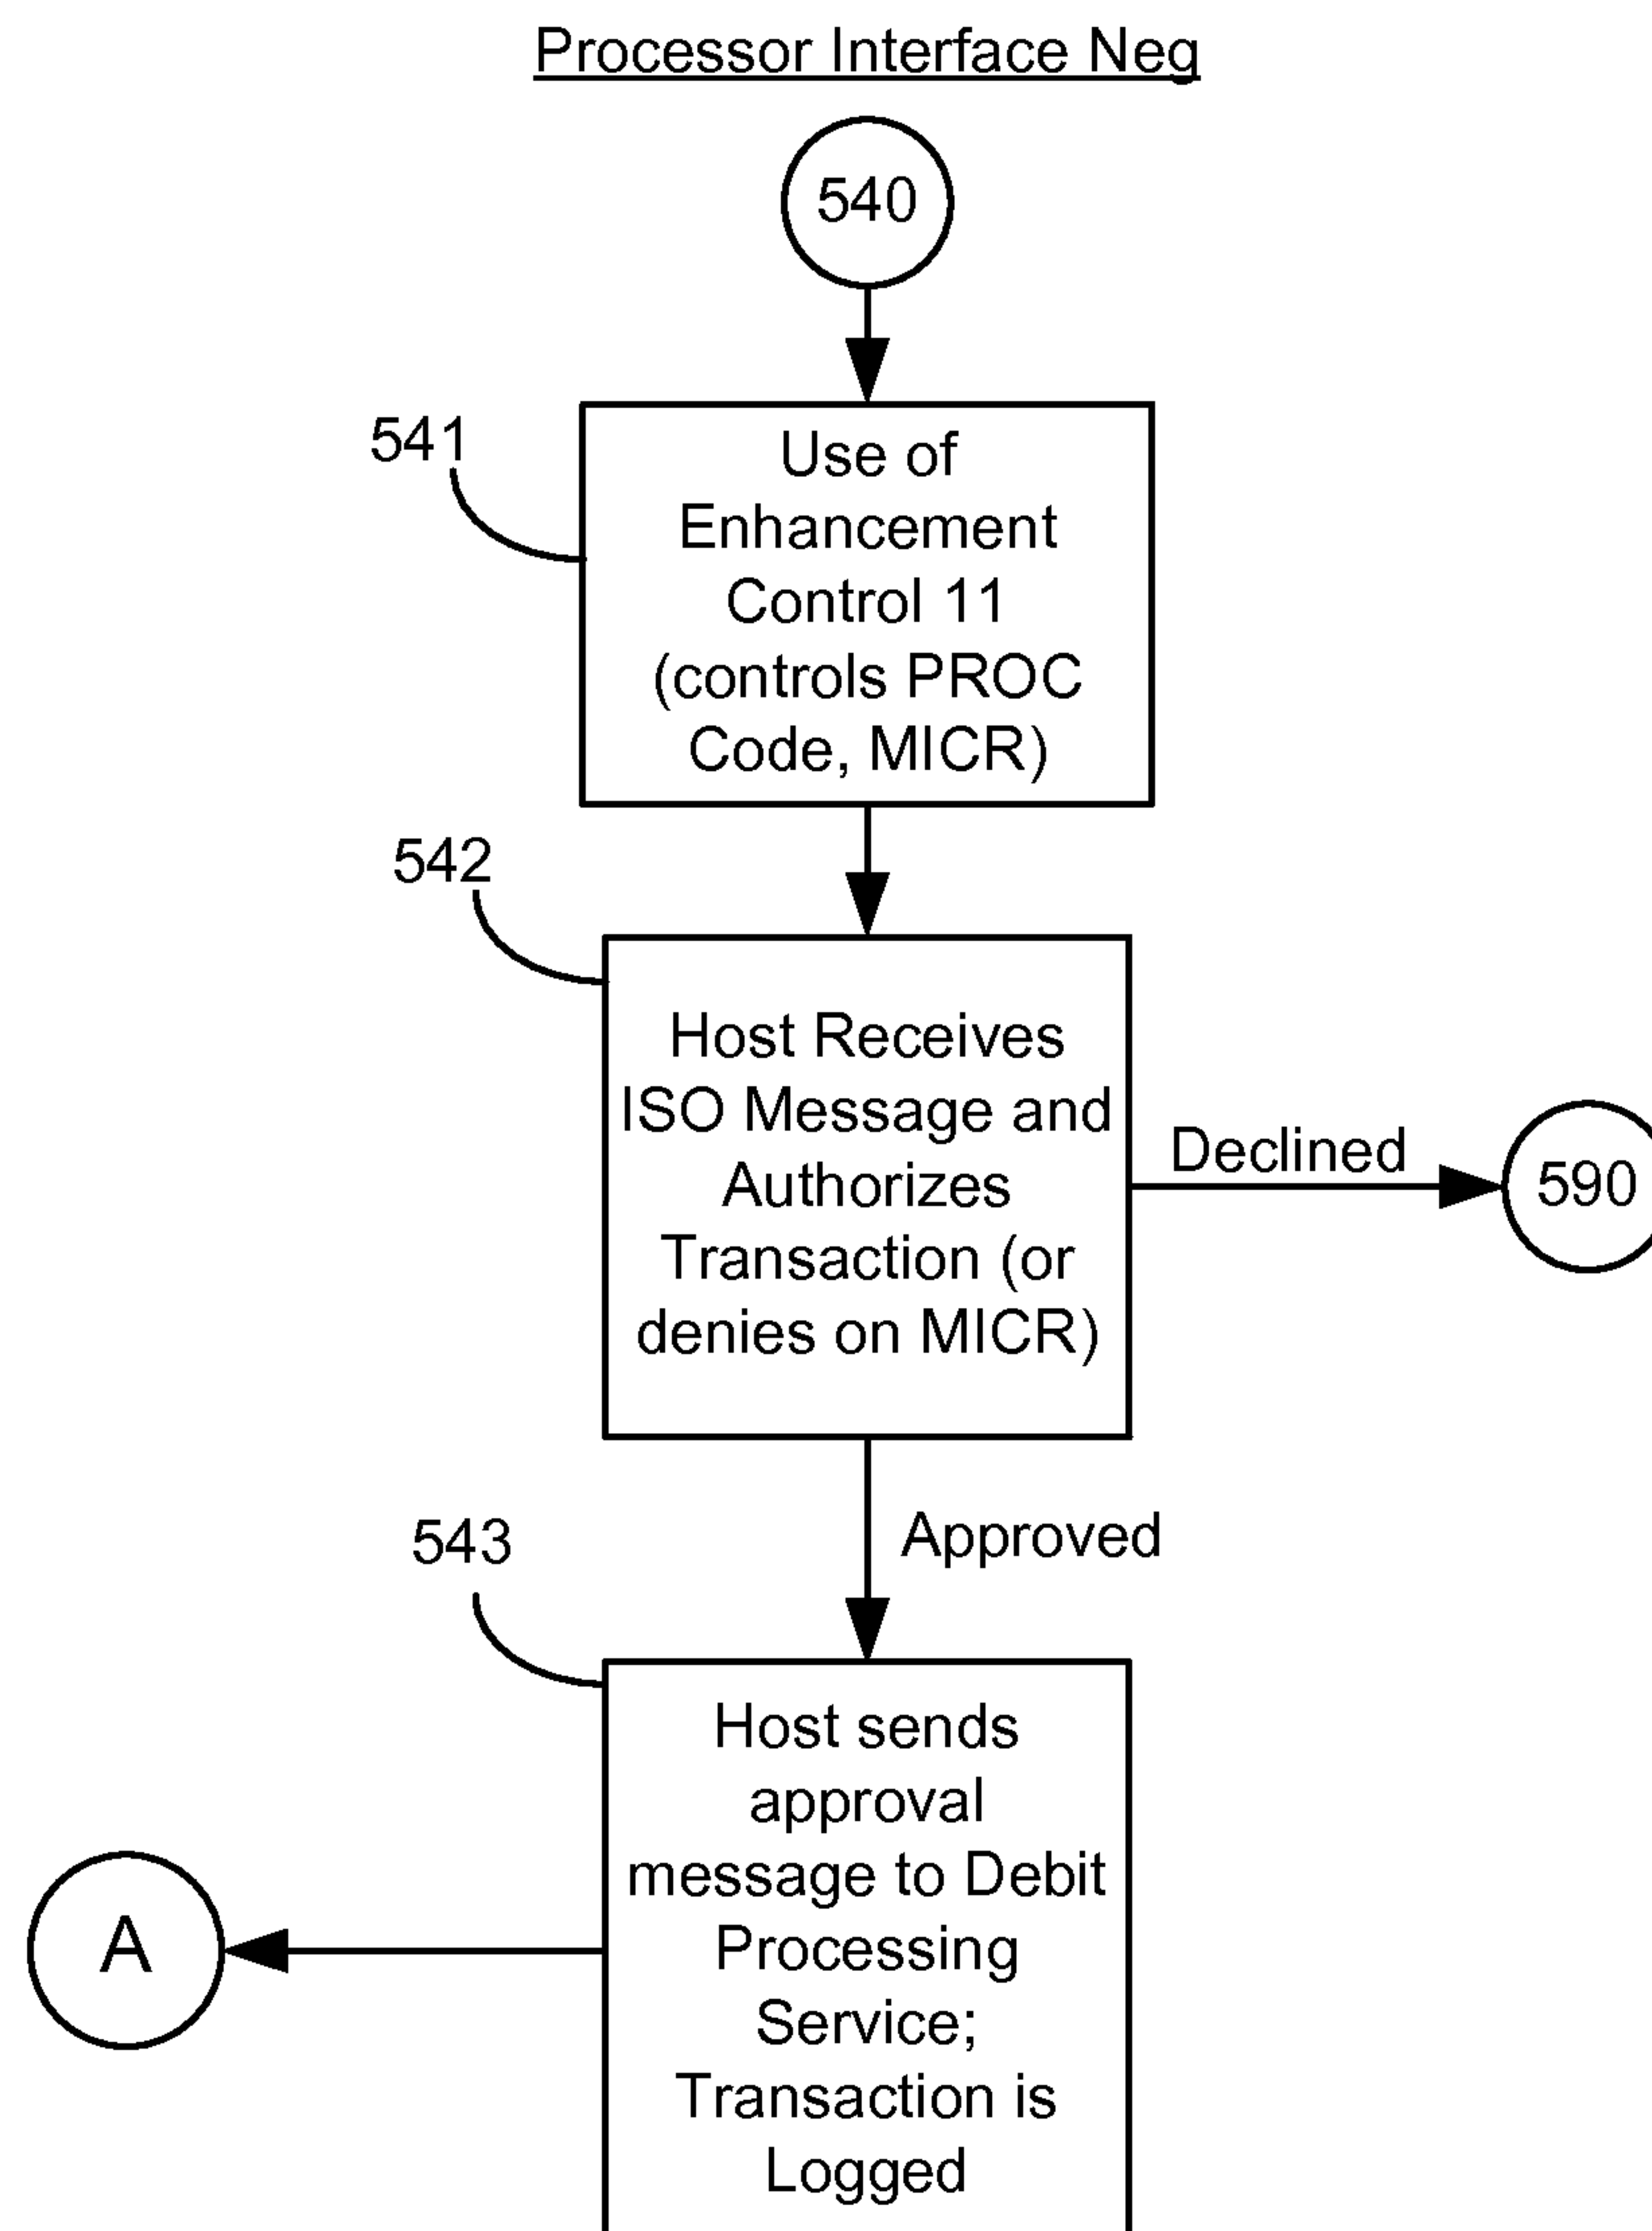 Processor Interface Neg
540
541
Use of
Enhancement
Control 11
(controls PROC
Code, MICR)
542
Host Receives
ISO Message and
Authorizes
Transaction (or
denies on MICR)
Declined
590
Approved
543
Host sends
approval
message to Debit
Processing
Service;
Transaction is
Logged
A